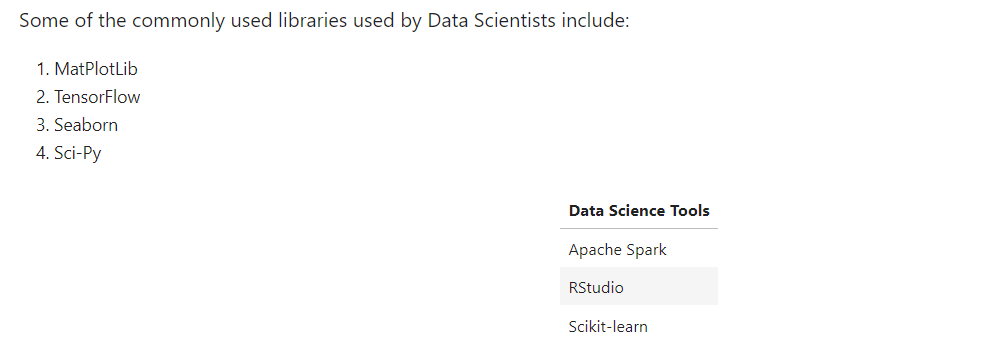 Some of the commonly used libraries used by Data Scientists include:
1. MatPlotLib
2. TensorFlow
3. Seaborn
4. Sci-Py
Data Science Tools
Apache Spark
RStudio
Scikit-learn